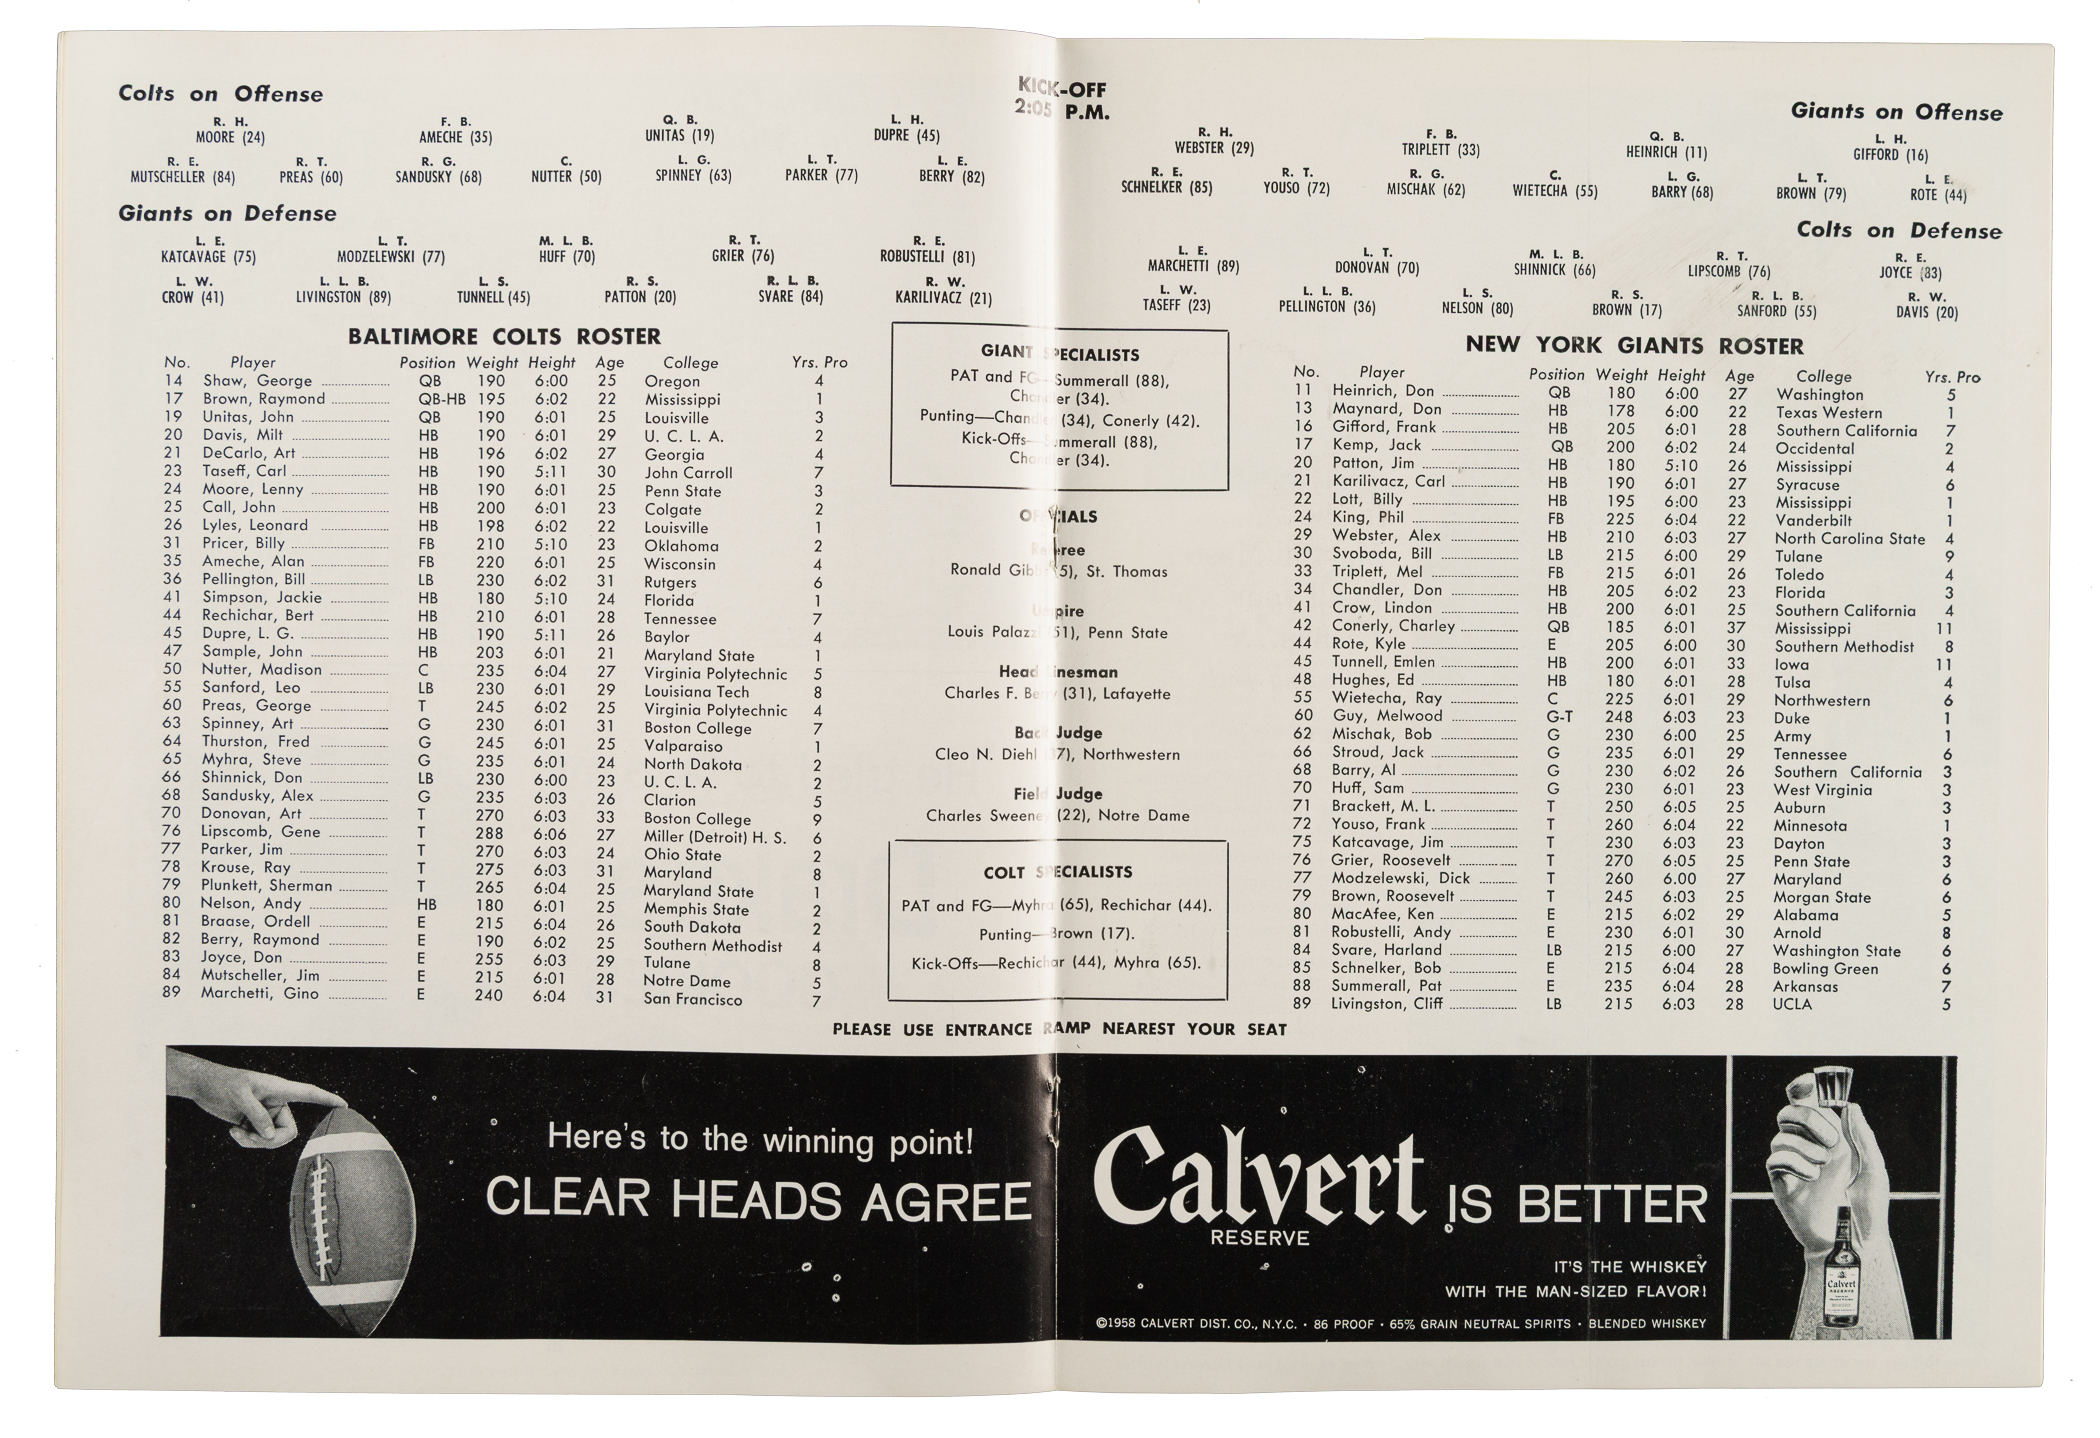 Colts on Offense
R. H. F. B. Q. B. L. H.
MOORE (24) AMECHE (35) UNITAS (19) DUPRE (45)
R. E. R. T. R. G. C. L. G. L. T. L. E.
MUTSCHELLER (84) PREAS (60) SANDUSKY (68) NUTTER (50) SPINNEY (63) PARKER (77) BERRY (82)
Giants on Defense
L. E. L. T. M. L. B. R. T. R. E.
KATCAVAGE (75) MODZELEWSKI (77) HUFF (70) GRIER (76) ROBUSTELLI (81)
L. W. L. L. B. L. S. R. S. R. L. B. R. W.
CROW (41) LIVINGSTON (89) TUNNELL (45) PATTON (20) SVARE (84) KARILIVACZ (21)
KICK-OFF
2:05 P.M.
Giants on Offense
R. H. F. B. Q. B. L. H.
WEBSTER (29) TRIPLETT (33) HEINRICH (11) GIFFORD (16)
R. E. R. T. R. G. C. L. G. L. T. L. E.
SCHNELKER (85) YOUSO (72) MISCHAK (62) WIETECHA (55) BARRY (68) BROWN (79) ROTE (44)
Colts on Defense
L. E. L. T. M. L. B. R. T. R. E.
MARCHETTI (89) DONOVAN (70) SHINNICK (66) LIPSCOMB (76) JOYCE (83)
L. W. L. L. B. L. S. R. S. R. L. B. R. W.
TASEFF (23) PELLINGTON (36) NELSON (80) BROWN (17) SANFORD (55) DAVIS (20)
BALTIMORE COLTS ROSTER
No. Player Position Weight Height Age College Yrs. Pro
14 Shaw, George QB 190 6:00 25 Oregon 4
17 Brown, Raymond QB-HB 195 6:02 22 Mississippi 1
19 Unitas, John QB 190 6:01 25 Louisville 3
20 Davis, Milt HB 190 6:01 29 U. C. L. A. 2
21 DeCarlo, Art HB 196 6:02 27 Georgia 4
23 Taseff, Carl HB 190 5:11 30 John Carroll 7
24 Moore, Lenny HB 190 6:01 25 Penn State 3
25 Call, John HB 200 6:01 23 Colgate 2
26 Lyles, Leonard HB 198 6:02 22 Louisville 1
31 Pricer, Billy FB 210 5:10 23 Oklahoma 2
35 Ameche, Alan FB 220 6:01 25 Wisconsin 4
36 Pellington, Bill LB 230 6:02 31 Rutgers 6
41 Simpson, Jackie HB 180 5:10 24 Florida 1
44 Rechichar, Bert HB 210 6:01 28 Tennessee 7
45 Dupre, L. G. HB 190 5:11 26 Baylor 4
47 Sample, John HB 203 6:01 21 Maryland State 1
50 Nutter, Madison C 235 6:04 27 Virginia Polytechnic 5
55 Sanford, Leo LB 230 6:01 29 Louisiana Tech 8
60 Preas, George T 245 6:02 25 Virginia Polytechnic 4
63 Spinney, Art G 230 6:01 31 Boston College 7
64 Thurston, Fred G 245 6:01 25 Valparaiso 1
65 Myhra, Steve G 235 6:01 24 North Dakota 2
66 Shinnick, Don LB 230 6:00 23 U. C. L. A. 2
68 Sandusky, Alex G 235 6:03 26 Clarion 5
70 Donovan, Art T 270 6:03 33 Boston College 9
76 Lipscomb, Gene T 288 6:06 27 Miller (Detroit) H. S. 6
77 Parker, Jim T 270 6:03 24 Ohio State 2
78 Krouse, Ray T 275 6:03 31 Maryland 8
79 Plunkett, Sherman T 265 6:04 25 Maryland State 1
80 Nelson, Andy HB 180 6:01 25 Memphis State 2
81 Braase, Ordell E 215 6:04 26 South Dakota 2
82 Berry, Raymond E 190 6:02 25 Southern Methodist 4
83 Joyce, Don E 255 6:03 29 Tulane 8
84 Mutscheller, Jim E 215 6:01 28 Notre Dame 5
89 Marchetti, Gino E 240 6:04 31 San Francisco 7
GIANT SPECIALISTS
PAT and FG—Summerall (88),
Chandler (34).
Punting—Chandler (34), Conerly (42).
Kick-Offs—Summerall (88),
Chandler (34).
OFFICIALS
Referee
Ronald Gibbs (5), St. Thomas
Umpire
Louis Palazzi (51), Penn State
Head Linesman
Charles F. Berry (31), Lafayette
Back Judge
Cleo N. Diehl (17), Northwestern
Field Judge
Charles Sweeney (22), Notre Dame
COLT SPECIALISTS
PAT and FG—Myhra (65), Rechichar (44).
Punting—Brown (17).
Kick-Offs—Rechichar (44), Myhra (65).
NEW YORK GIANTS ROSTER
No. Player Position Weight Height Age College Yrs. Pro
11 Heinrich, Don QB 180 6:00 27 Washington 5
13 Maynard, Don HB 178 6:00 22 Texas Western 1
16 Gifford, Frank HB 205 6:01 28 Southern California 7
17 Kemp, Jack QB 200 6:02 24 Occidental 2
20 Patton, Jim HB 180 5:10 26 Mississippi 4
21 Karilivacz, Carl HB 190 6:01 27 Syracuse 6
22 Lott, Billy HB 195 6:00 23 Mississippi 1
24 King, Phil FB 225 6:04 22 Vanderbilt 1
29 Webster, Alex HB 210 6:03 27 North Carolina State 4
30 Svoboda, Bill LB 215 6:00 29 Tulane 9
33 Triplett, Mel FB 215 6:01 26 Toledo 4
34 Chandler, Don HB 205 6:02 23 Florida 3
41 Crow, Lindon HB 200 6:01 25 Southern California 4
42 Conerly, Charley QB 185 6:01 37 Mississippi 11
44 Rote, Kyle E 205 6:00 30 Southern Methodist 8
45 Tunnell, Emlen HB 200 6:01 33 Iowa 11
48 Hughes, Ed HB 180 6:01 28 Tulsa 4
55 Wietecha, Ray C 225 6:01 29 Northwestern 6
60 Guy, Melwood G-T 248 6:03 23 Duke 1
62 Mischak, Bob G 230 6:00 25 Army 1
66 Stroud, Jack G 235 6:01 29 Tennessee 6
68 Barry, Al G 230 6:02 26 Southern California 3
70 Huff, Sam G 230 6:01 23 West Virginia 3
71 Brackett, M. L. T 250 6:05 25 Auburn 3
72 Youso, Frank T 260 6:04 22 Minnesota 1
75 Katcavage, Jim T 230 6:03 23 Dayton 3
76 Grier, Roosevelt T 270 6:05 25 Penn State 3
77 Modzelewski, Dick T 260 6.00 27 Maryland 6
79 Brown, Roosevelt T 245 6:03 25 Morgan State 6
80 MacAfee, Ken E 215 6:02 29 Alabama 5
81 Robustelli, Andy E 230 6:01 30 Arnold 8
84 Svare, Harland LB 215 6:00 27 Washington State 6
85 Schnelker, Bob E 215 6:04 28 Bowling Green 6
88 Summerall, Pat E 235 6:04 28 Arkansas 7
89 Livingston, Cliff LB 215 6:03 28 UCLA 5
PLEASE USE ENTRANCE RAMP NEAREST YOUR SEAT
Here's to the winning point!
CLEAR HEADS AGREE
Calvert IS BETTER
RESERVE
IT'S THE WHISKEY
WITH THE MAN-SIZED FLAVOR!
©1958 CALVERT DIST. CO., N.Y.C. • 86 PROOF • 65% GRAIN NEUTRAL SPIRITS • BLENDED WHISKEY
Calvert
RESERVE